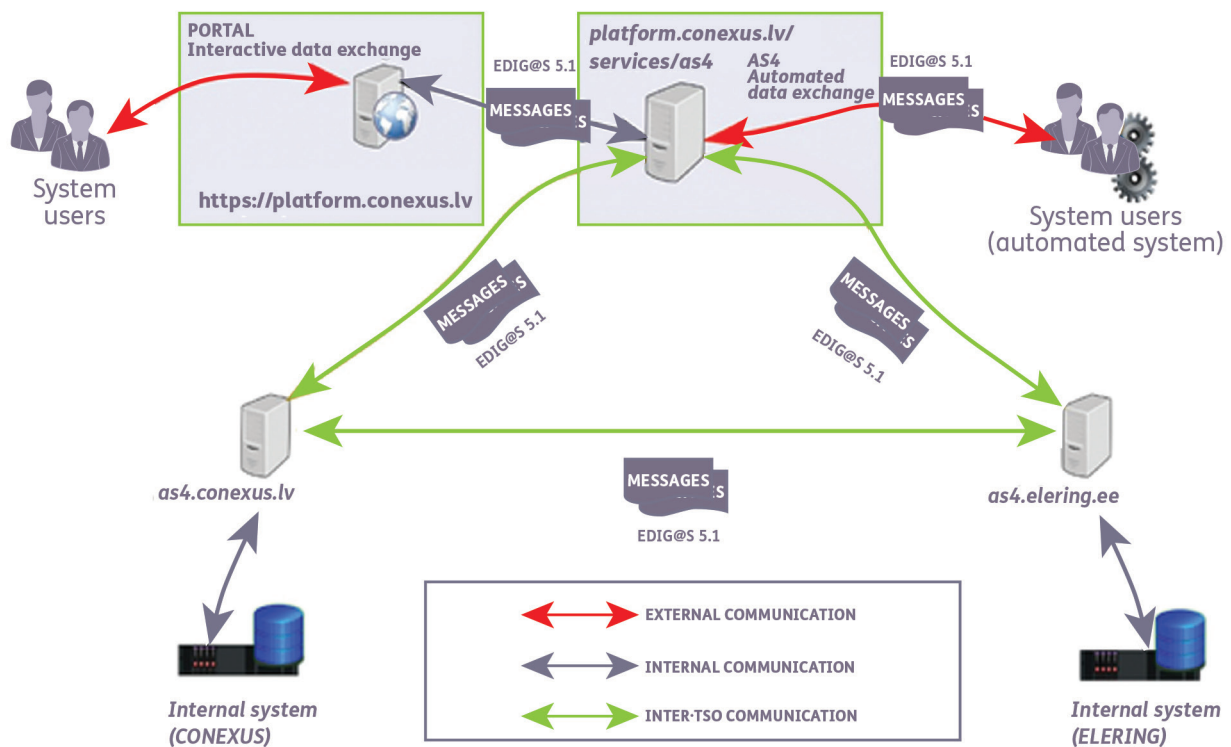 PORTAL
Interactive data exchange
https://platform.conexus.lv
System
users
EDIG@S 5.1
MESSAGES
platform.conexus.lv/
services/as4
AS4
Automated
data exchange
EDIG@S 5.1
MESSAGES
System users
(automated system)
MESSAGES
EDIG@S 5.1
MESSAGES
EDIG@S 5.1
as4.conexus.lv
MESSAGES
EDIG@S 5.1
as4.elering.ee
EXTERNAL COMMUNICATION
INTERNAL COMMUNICATION
INTER-TSO COMMUNICATION
Internal system
(CONEXUS)
Internal system
(ELERING)